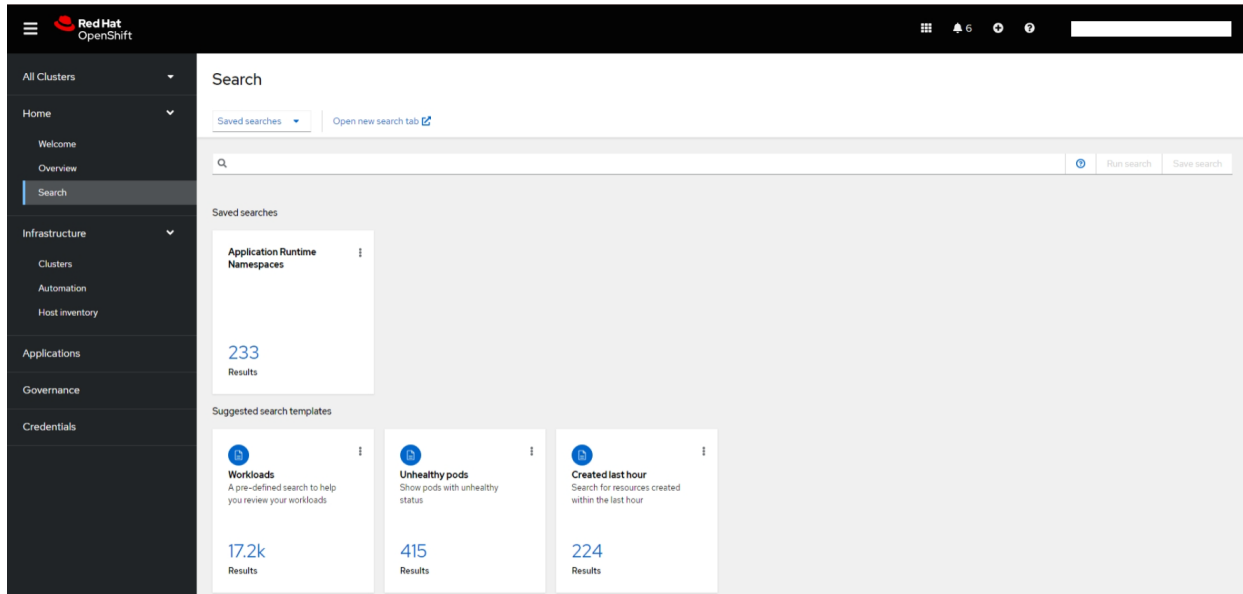 Red Hat
OpenShift
6
All Clusters
Home
Welcome
Overview
Search
Infrastructure
Clusters
Automation
Host inventory
Applications
Governance
Credentials
Search
Saved searches
Open new search tab
Run search
Save search
Saved searches
Application Runtime
Namespaces
233
Results
Suggested search templates
Workloads
A pre-defined search to help
you review your workloads
17.2k
Results
Unhealthy pods
Show pods with unhealthy
status
415
Results
Created last hour
Search for resources created
within the last hour
224
Results